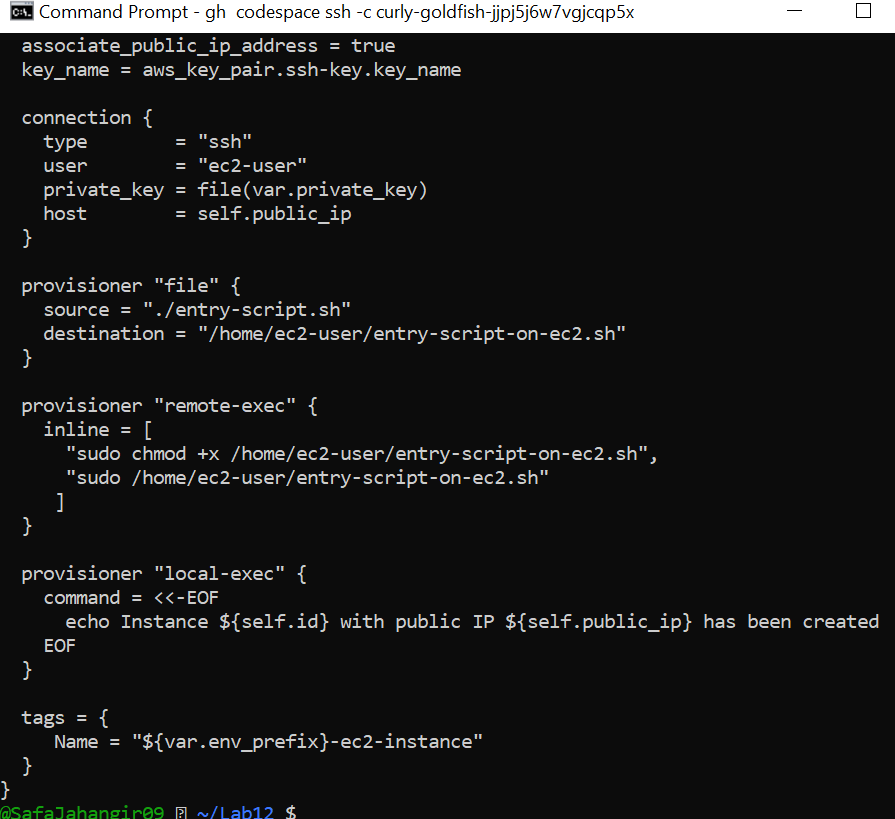 Command Prompt - gh  codespace ssh -c curly-goldfish-jjpj5j6w7vgjcqp5x
  associate_public_ip_address = true
  key_name = aws_key_pair.ssh-key.key_name

  connection {
    type        = "ssh"
    user        = "ec2-user"
    private_key = file(var.private_key)
    host        = self.public_ip
  }

  provisioner "file" {
    source = "./entry-script.sh"
    destination = "/home/ec2-user/entry-script-on-ec2.sh"
  }

  provisioner "remote-exec" {
    inline = [
      "sudo chmod +x /home/ec2-user/entry-script-on-ec2.sh",
      "sudo /home/ec2-user/entry-script-on-ec2.sh"
     ]
  }

  provisioner "local-exec" {
    command = <<-EOF
      echo Instance ${self.id} with public IP ${self.public_ip} has been created
    EOF
  }

  tags = {
     Name = "${var.env_prefix}-ec2-instance"
  }
}
@SafaJahangir09 ~/Lab12 $